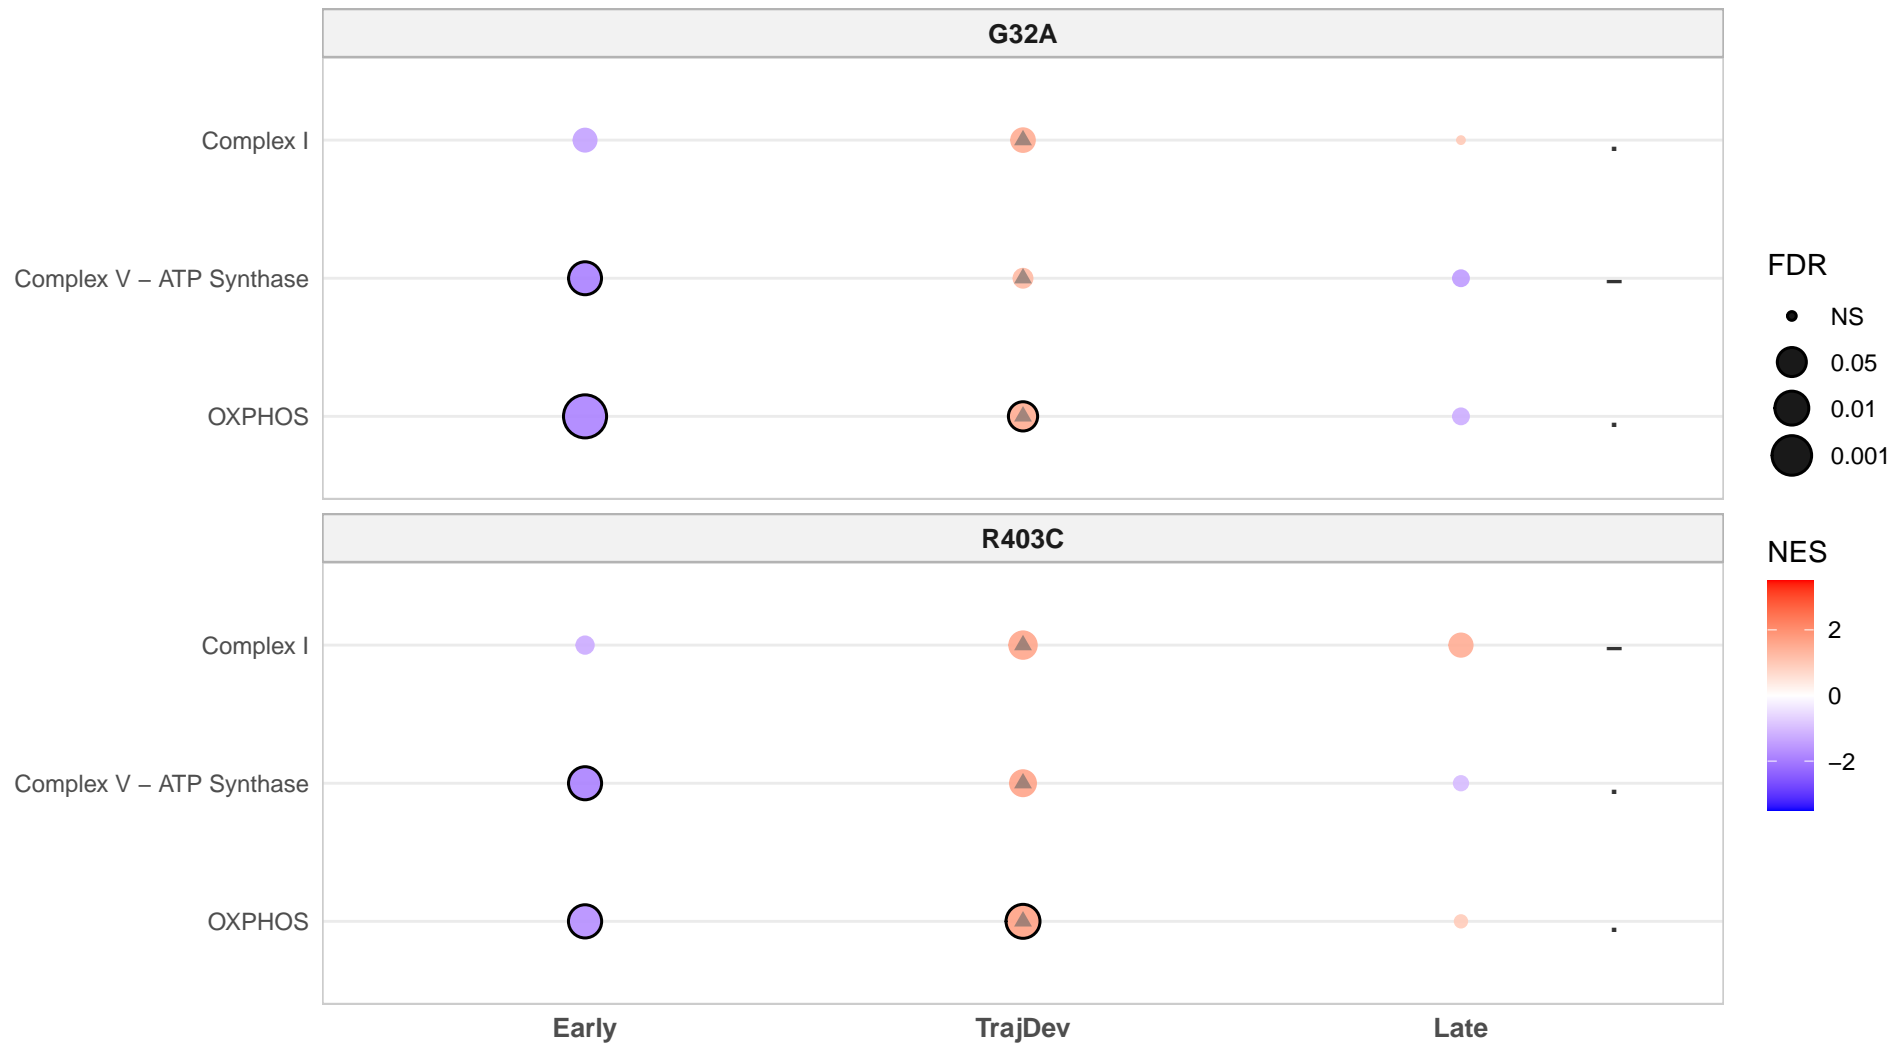 G32A
Complex I
.
Complex V – ATP Synthase
–
OXPHOS
.
R403C
Complex I
–
Complex V – ATP Synthase
.
OXPHOS
.
Early TrajDev Late
FDR
NS
0.05
0.01
0.001
NES
2
0
–2